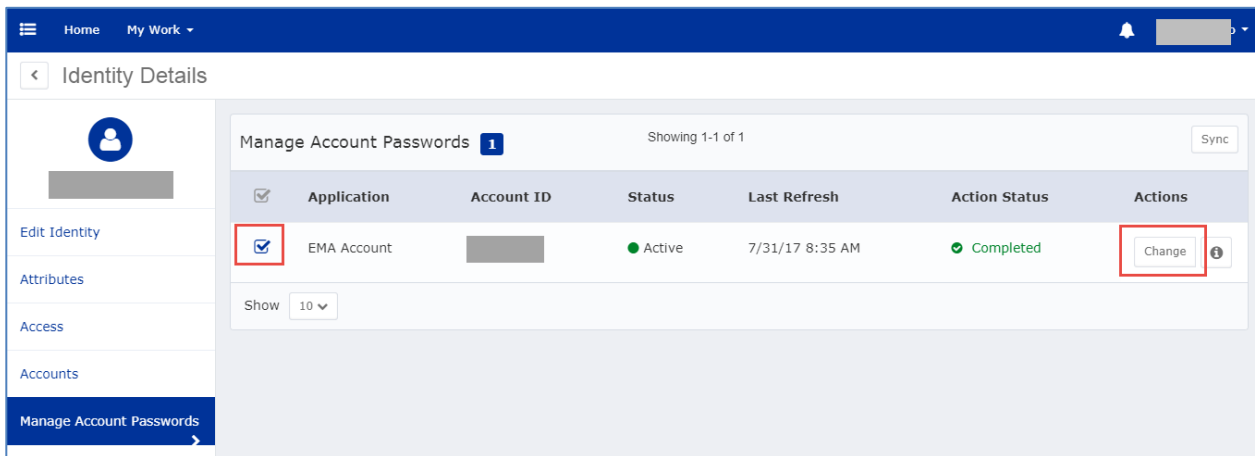 Home My Work
Identity Details
Manage Account Passwords 1 Showing 1-1 of 1 Sync
Application Account ID Status Last Refresh Action Status Actions
EMA Account Active 7/31/17 8:35 AM Completed Change
Show 10
Edit Identity
Attributes
Access
Accounts
Manage Account Passwords